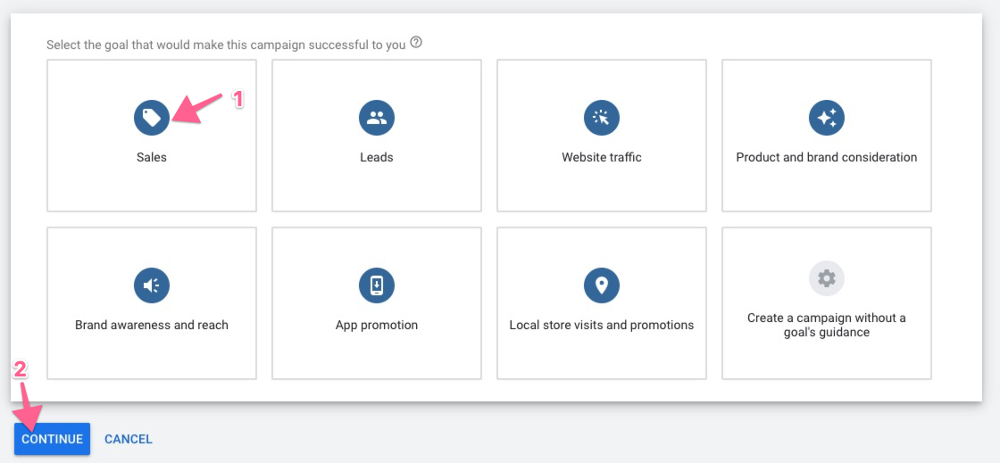 Select the goal that would make this campaign successful to you
1
Sales
Leads
Website traffic
Product and brand consideration
Brand awareness and reach
App promotion
Local store visits and promotions
Create a campaign without a
goal's guidance
2
CONTINUE
CANCEL